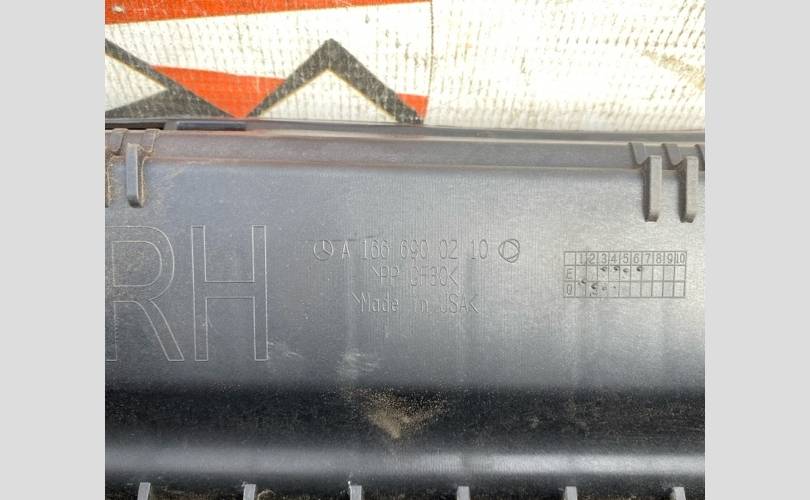 RH
A 166 690 02 10
>PP GF30<
>Made in USA<
1 2 3 4 5 6 7 8 9 10
E
Q